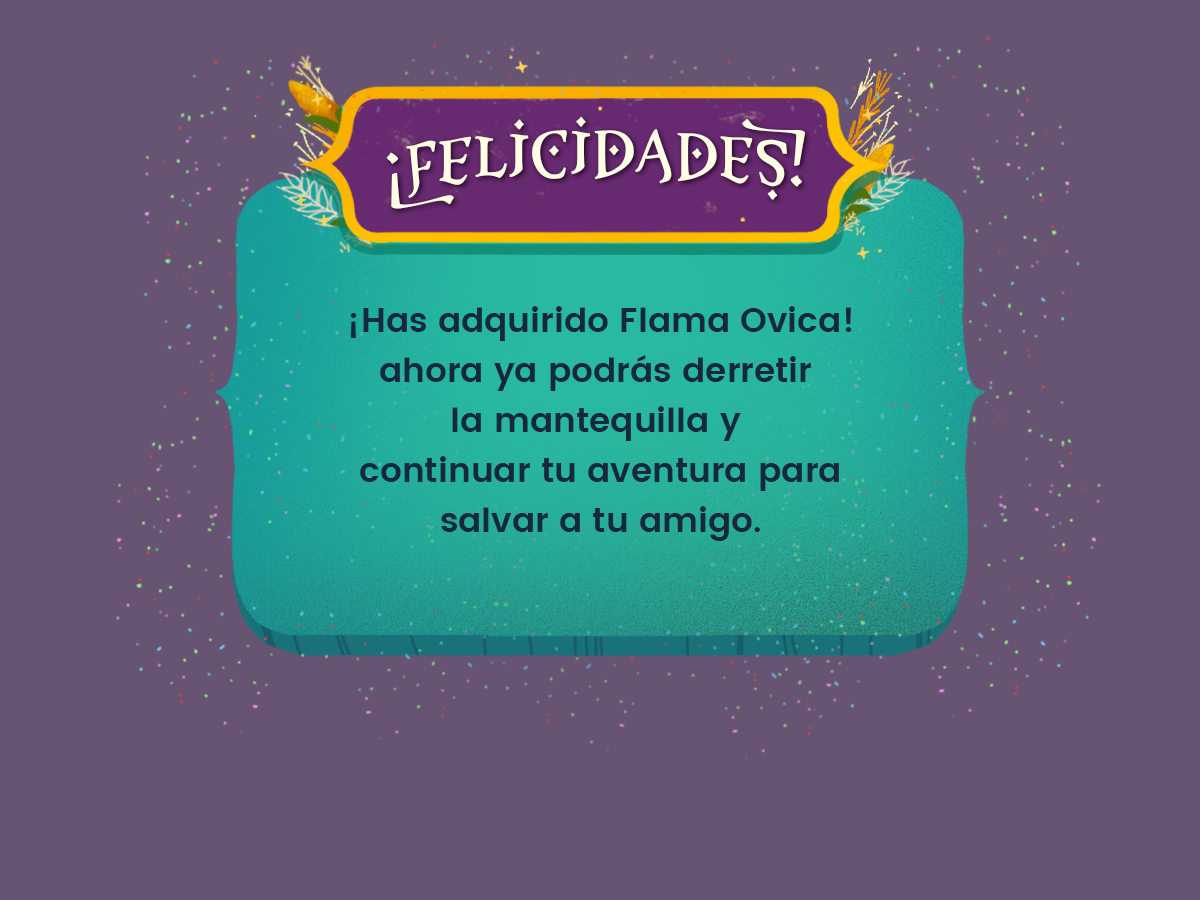 ¡FELICIDADES!
¡Has adquirido Flama Ovica!
ahora ya podrás derretir
la mantequilla y
continuar tu aventura para
salvar a tu amigo.